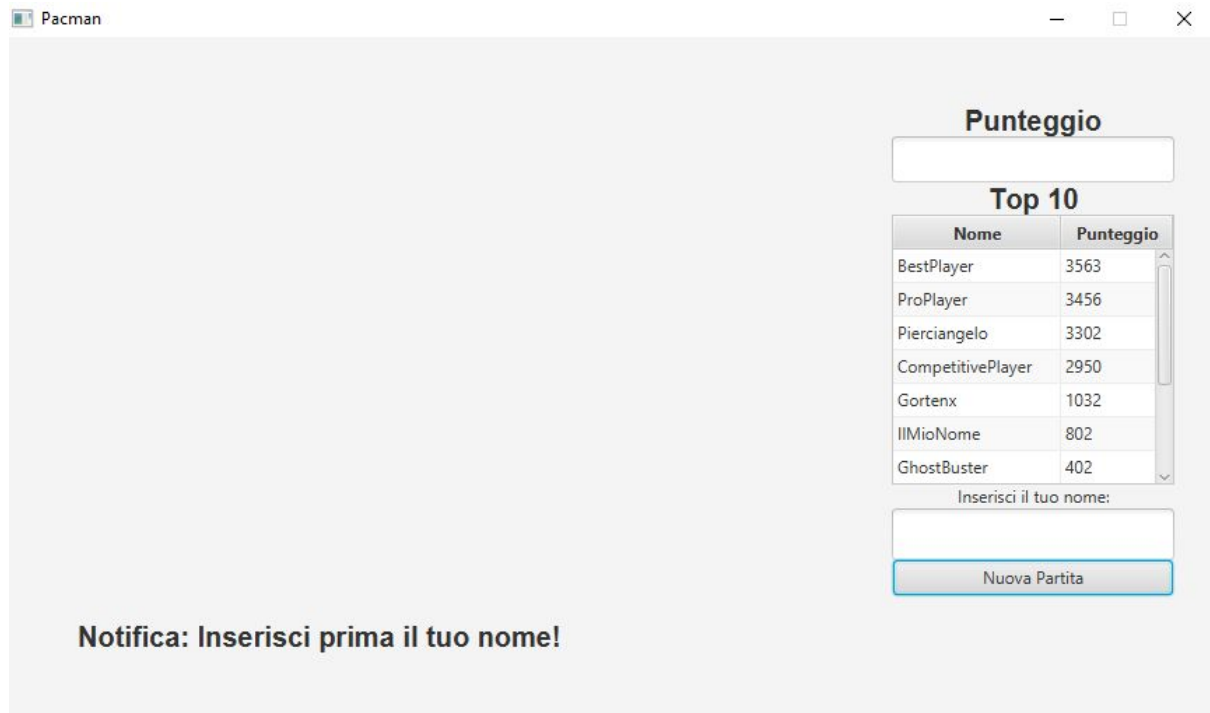 Pacman
Punteggio
Top 10
Nome Punteggio
BestPlayer 3563
ProPlayer 3456
Pierciangelo 3302
CompetitivePlayer 2950
Gortenx 1032
IlMioNome 802
GhostBuster 402
Inserisci il tuo nome:
Nuova Partita
Notifica: Inserisci prima il tuo nome!